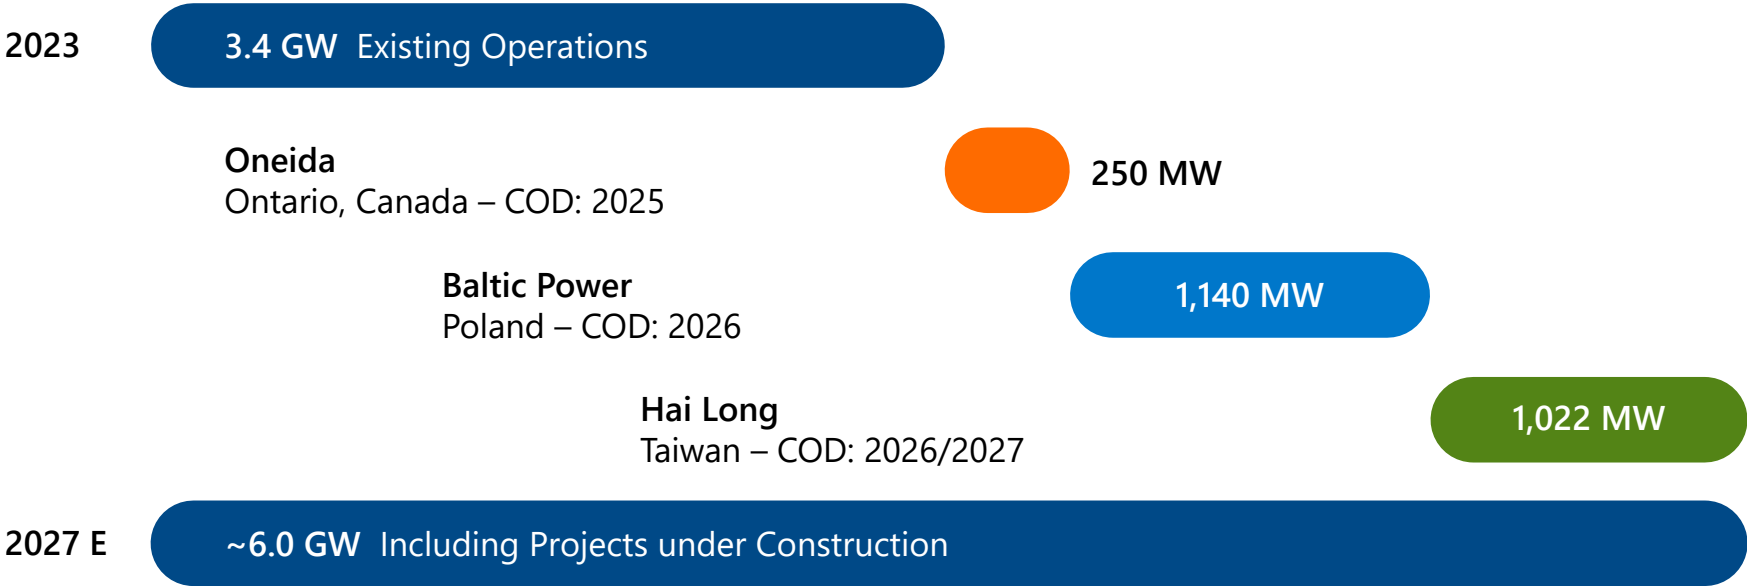 2023
3.4 GW Existing Operations
Oneida
Ontario, Canada – COD: 2025
250 MW
Baltic Power
Poland – COD: 2026
1,140 MW
Hai Long
Taiwan – COD: 2026/2027
1,022 MW
2027 E
~6.0 GW Including Projects under Construction